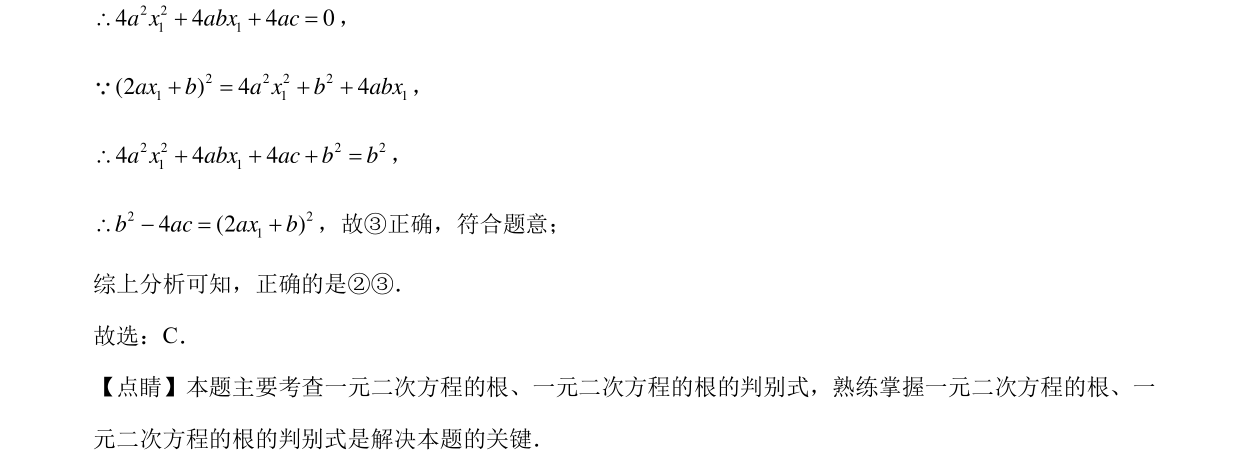 ∴4a²x₁²+4abx₁+4ac=0，
∵(2ax₁+b)²=4a²x₁²+b²+4abx₁，
∴4a²x₁²+4abx₁+4ac+b²=b²，
∴b²−4ac=(2ax₁+b)²，故③正确，符合题意；
综上分析可知，正确的是②③．
故选：C．
【点睛】本题主要考查一元二次方程的根、一元二次方程的根的判别式，熟练掌握一元二次方程的根、一
元二次方程的根的判别式是解决本题的关键．